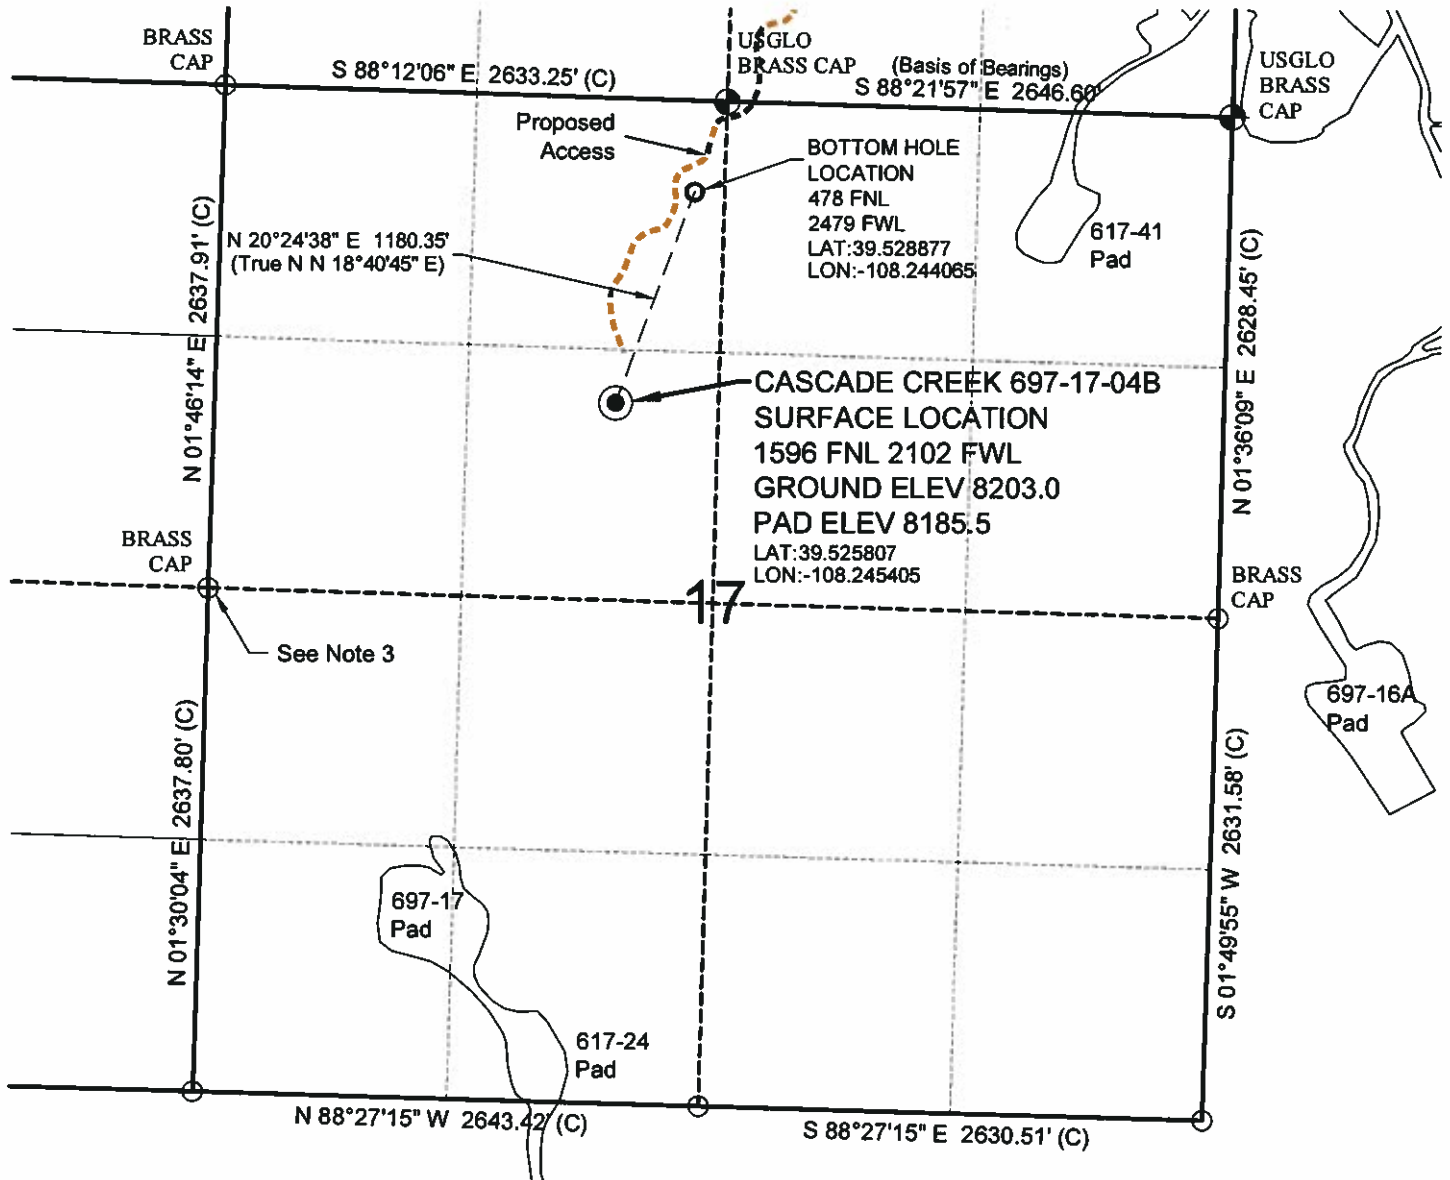 BRASS
CAP
S 88°12'06" E 2633.25' (C)
USGLO
BRASS CAP
(Basis of Bearings)
S 88°21'57" E 2646.60'
USGLO
BRASS
CAP
Proposed
Access
BOTTOM HOLE
LOCATION
478 FNL
2479 FWL
LAT:39.528877
LON:-108.244065
617-41
Pad
N 20°24'38" E 1180.35'
(True N N 18°40'45" E)
N 01°46'14" E 2637.91' (C)
N 01°36'09" E 2628.45' (C)
CASCADE CREEK 697-17-04B
SURFACE LOCATION
1596 FNL 2102 FWL
GROUND ELEV 8203.0
PAD ELEV 8185.5
LAT:39.525807
LON:-108.245405
BRASS
CAP
17
BRASS
CAP
See Note 3
697-16A
Pad
N 01°30'04" E 2637.80' (C)
S 01°49'55" W 2631.58' (C)
697-17
Pad
617-24
Pad
N 88°27'15" W 2643.42' (C)
S 88°27'15" E 2630.51' (C)